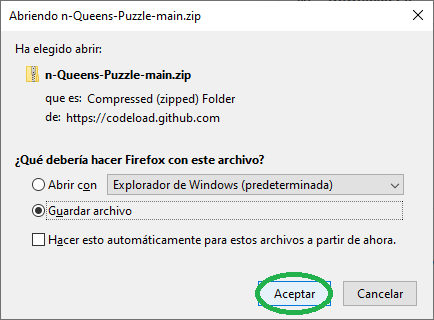 Abriendo n-Queens-Puzzle-main.zip
Ha elegido abrir:
n-Queens-Puzzle-main.zip
que es: Compressed (zipped) Folder
de: https://codeload.github.com
¿Qué debería hacer Firefox con este archivo?
Abrir con Explorador de Windows (predeterminada)
Guardar archivo
Hacer esto automáticamente para estos archivos a partir de ahora.
Aceptar Cancelar